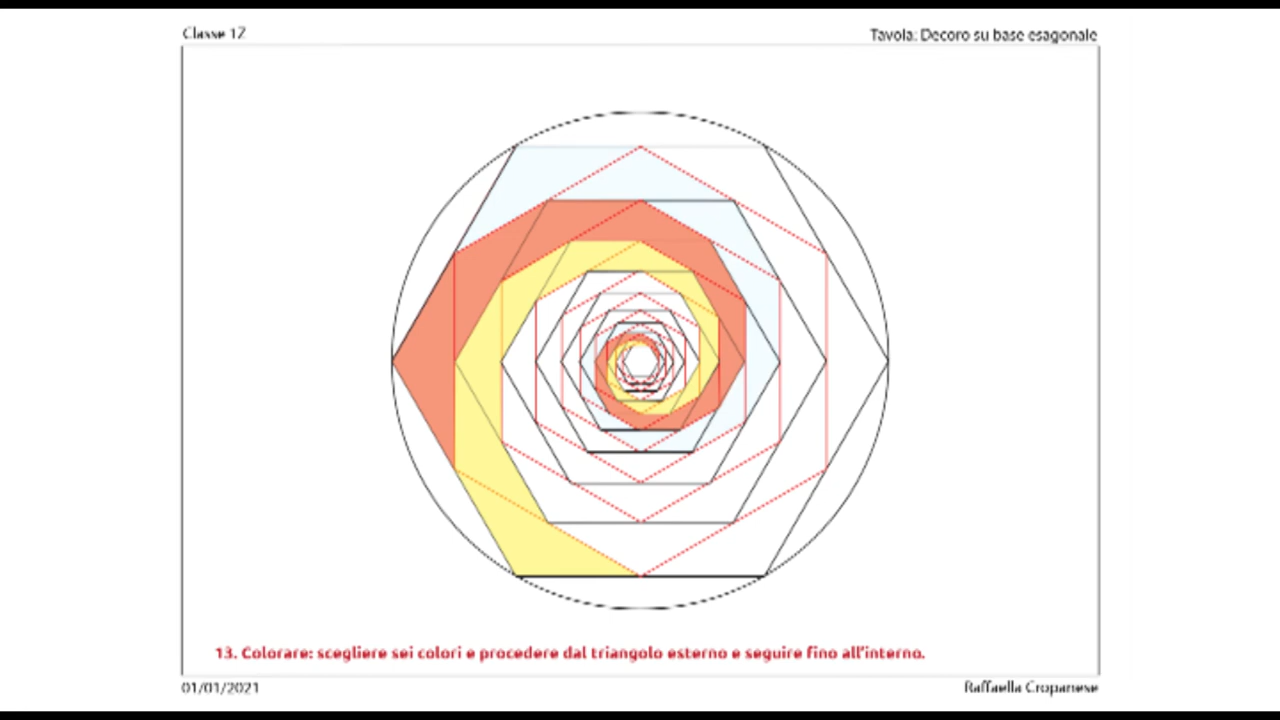 Classe 1Z
Tavola: Decoro su base esagonale
13. Colorare: scegliere sei colori e procedere dal triangolo esterno e seguire fino all'interno.
01/01/2021
Raffaella Cropanese